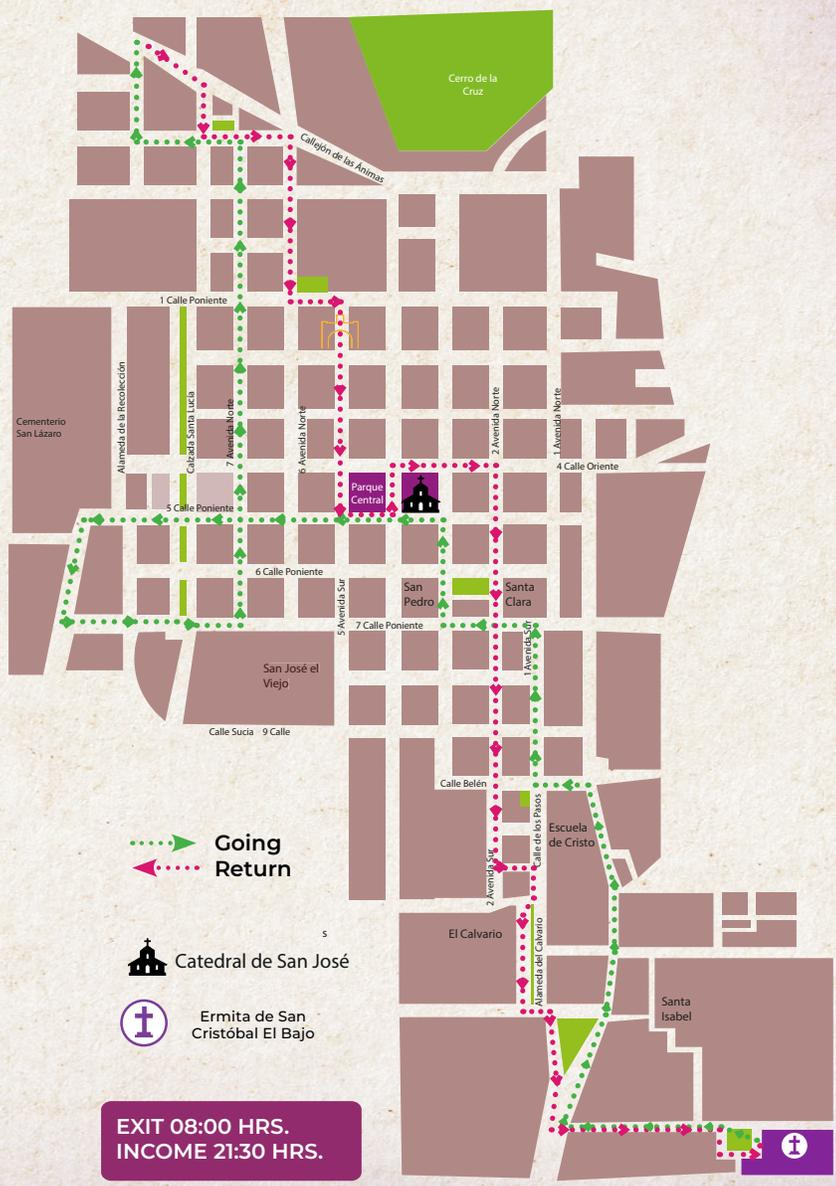 Cerro de la
Cruz
Callejón de las Ánimas
1 Calle Poniente
Cementerio
San Lázaro
Alameda de la Recolección
Calzada Santa Lucia
7 Avenida Norte
6 Avenida Norte
2 Avenida Norte
1 Avenida Norte
4 Calle Oriente
Parque
Central
5 Calle Poniente
6 Calle Poniente
San
Pedro
Santa
Clara
5 Avenida Sur
7 Calle Poniente
1 Avenida Sur
San José el
Viejo
Calle Sucia 9 Calle
Calle Belén
Calle de los Pasos
Escuela
de Cristo
2 Avenida Sur
Going
Return
s
El Calvario
Alameda del Calvario
Catedral de San José
Santa
Isabel
Ermita de San
Cristóbal El Bajo
EXIT 08:00 HRS.
INCOME 21:30 HRS.